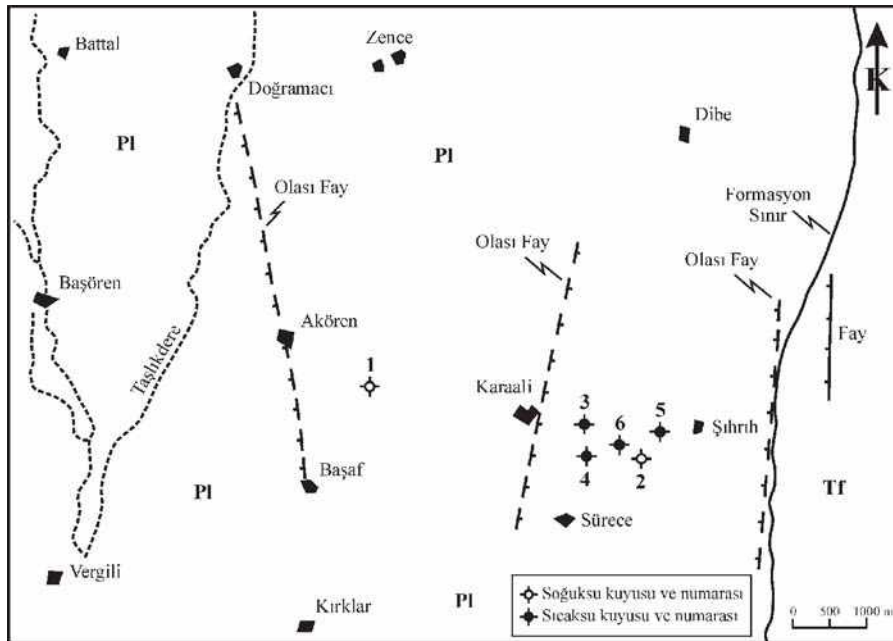 Battal
Zence
Doğramacı
K
Dibe
Pl
Pl
Olası Fay
Formasyon
Sınır
Olası Fay
Olası Fay
Başören
Akören
Taşlıkdere
Fay
1
Karaali
3
6
5
Şıhrıh
4
2
Başaf
Pl
Tf
Sürece
Vergili
Kırklar
Pl
Soğuksu kuyusu ve numarası
Sıcaksu kuyusu ve numarası
0 500 1000 m